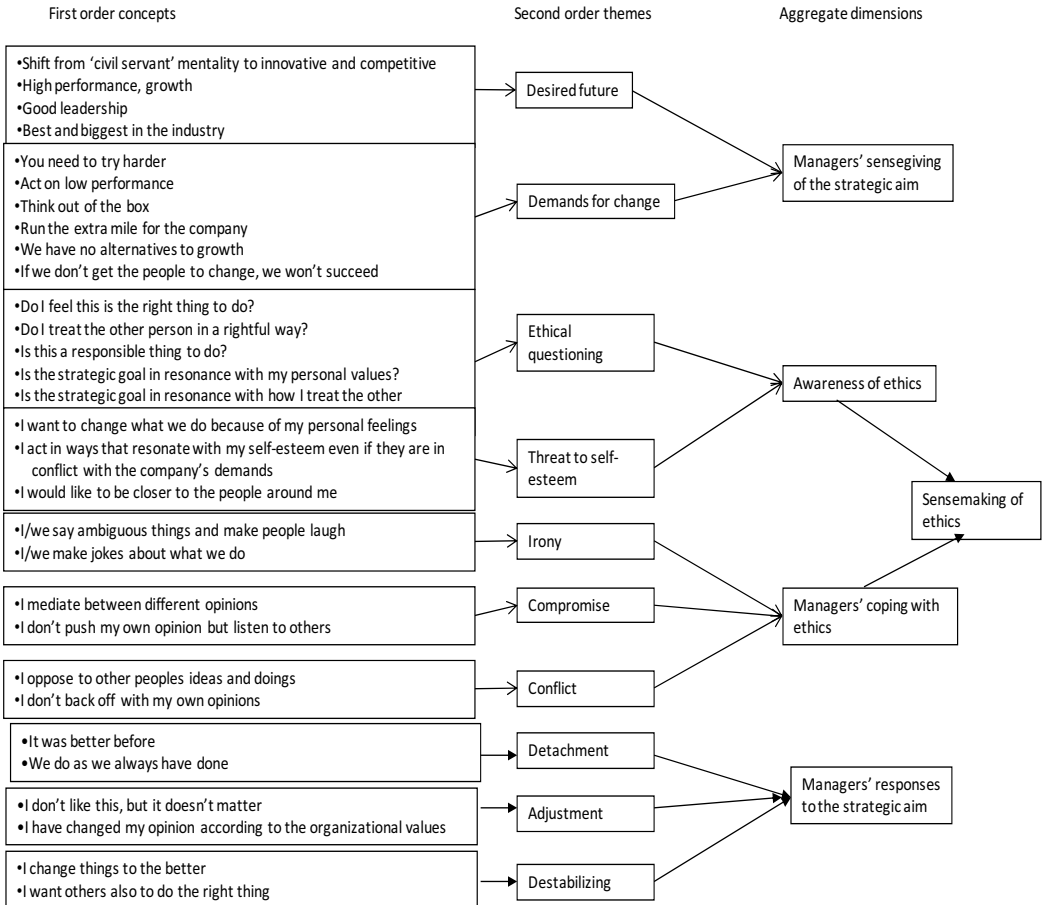 First order concepts
Second order themes
Aggregate dimensions
•Shift from ‘civil servant’ mentality to innovative and competitive
•High performance, growth
•Good leadership
•Best and biggest in the industry
Desired future
•You need to try harder
•Act on low performance
•Think out of the box
•Run the extra mile for the company
•We have no alternatives to growth
•If we don’t get the people to change, we won’t succeed
Demands for change
Managers’ sensegiving
of the strategic aim
•Do I feel this is the right thing to do?
•Do I treat the other person in a rightful way?
•Is this a responsible thing to do?
•Is the strategic goal in resonance with my personal values?
•Is the strategic goal in resonance with how I treat the other
Ethical
questioning
•I want to change what we do because of my personal feelings
•I act in ways that resonate with my self-esteem even if they are in
conflict with the company’s demands
•I would like to be closer to the people around me
Threat to self-
esteem
Awareness of ethics
Sensemaking of
ethics
•I/we say ambiguous things and make people laugh
•I/we make jokes about what we do
Irony
•I mediate between different opinions
•I don’t push my own opinion but listen to others
Compromise
Managers’ coping with
ethics
•I oppose to other peoples ideas and doings
•I don’t back off with my own opinions
Conflict
•It was better before
•We do as we always have done
Detachment
•I don’t like this, but it doesn’t matter
•I have changed my opinion according to the organizational values
Adjustment
Managers’ responses
to the strategic aim
•I change things to the better
•I want others also to do the right thing
Destabilizing